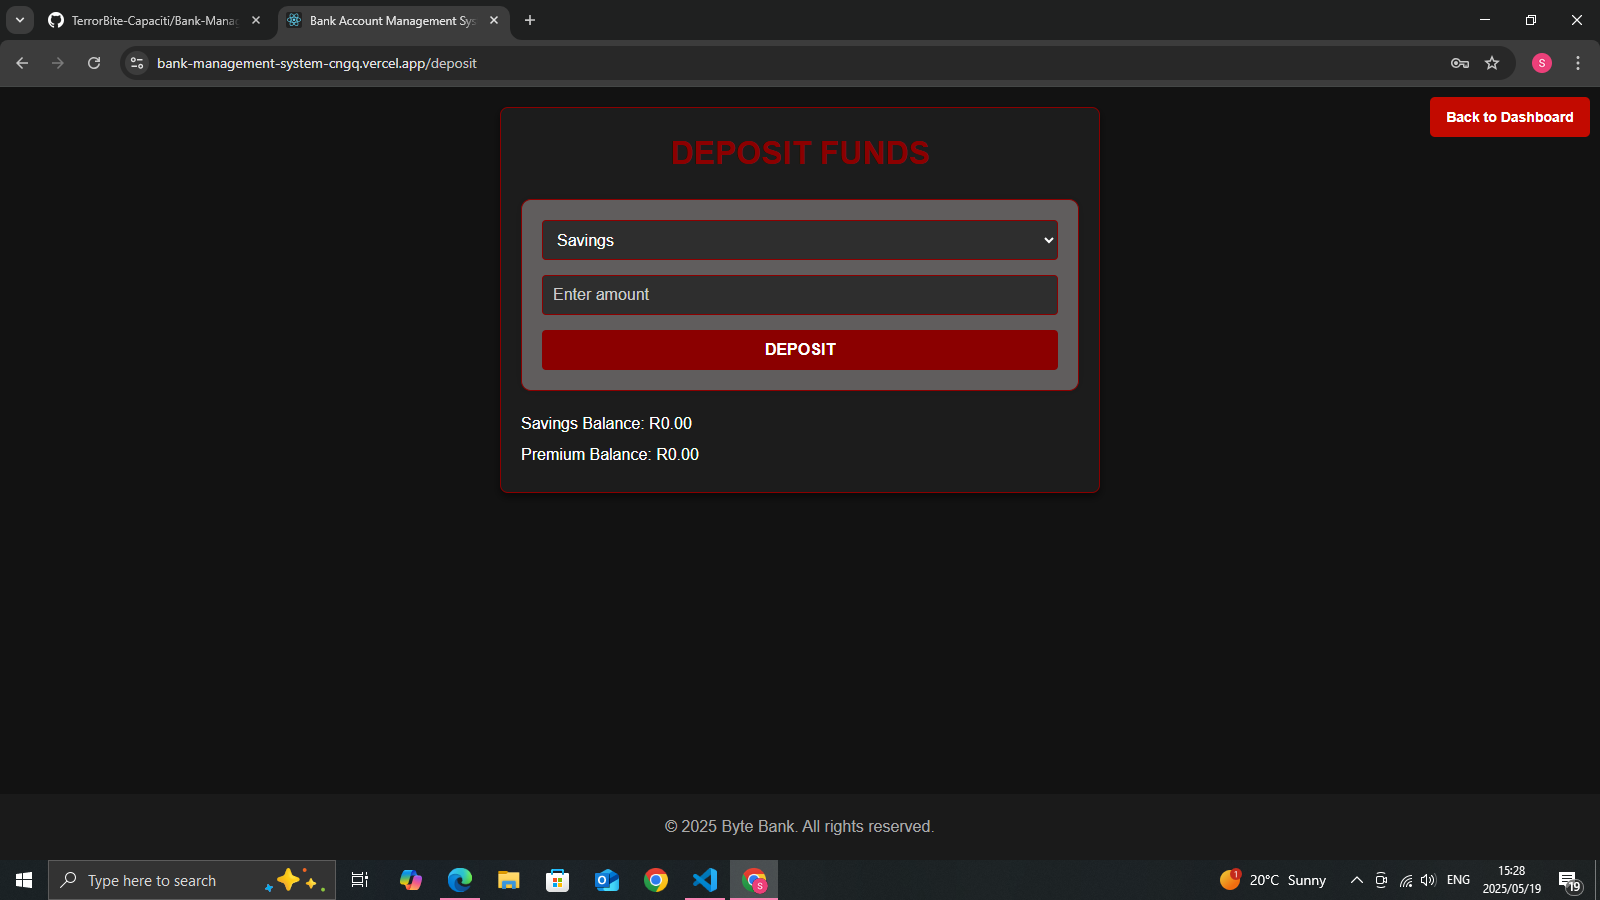 TerrorBite-Capaciti/Bank-Mana
Bank Account Management Sys
bank-management-system-cngq.vercel.app/deposit
S
Back to Dashboard
DEPOSIT FUNDS
Savings
Enter amount
DEPOSIT
Savings Balance: R0.00
Premium Balance: R0.00
© 2025 Byte Bank. All rights reserved.
Type here to search
S
1
20°C Sunny
ENG
15:28
2025/05/19
19